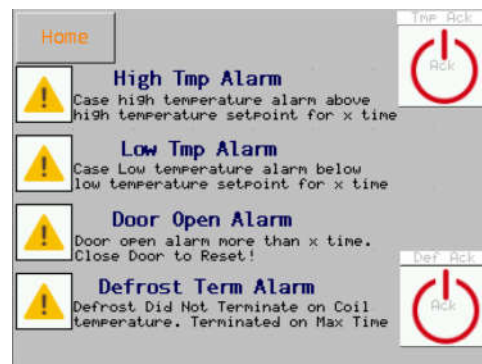 Home
Tmp Ack
Ack
High Tmp Alarm
Case high temperature alarm above
high temperature setpoint for x time
Low Tmp Alarm
Case Low temperature alarm below
low temperature setpoint for x time
Door Open Alarm
Door open alarm more than x time.
Close Door to Reset!
Def Ack
Ack
Defrost Term Alarm
Defrost Did Not Terminate on Coil
temperature. Terminated on Max Time